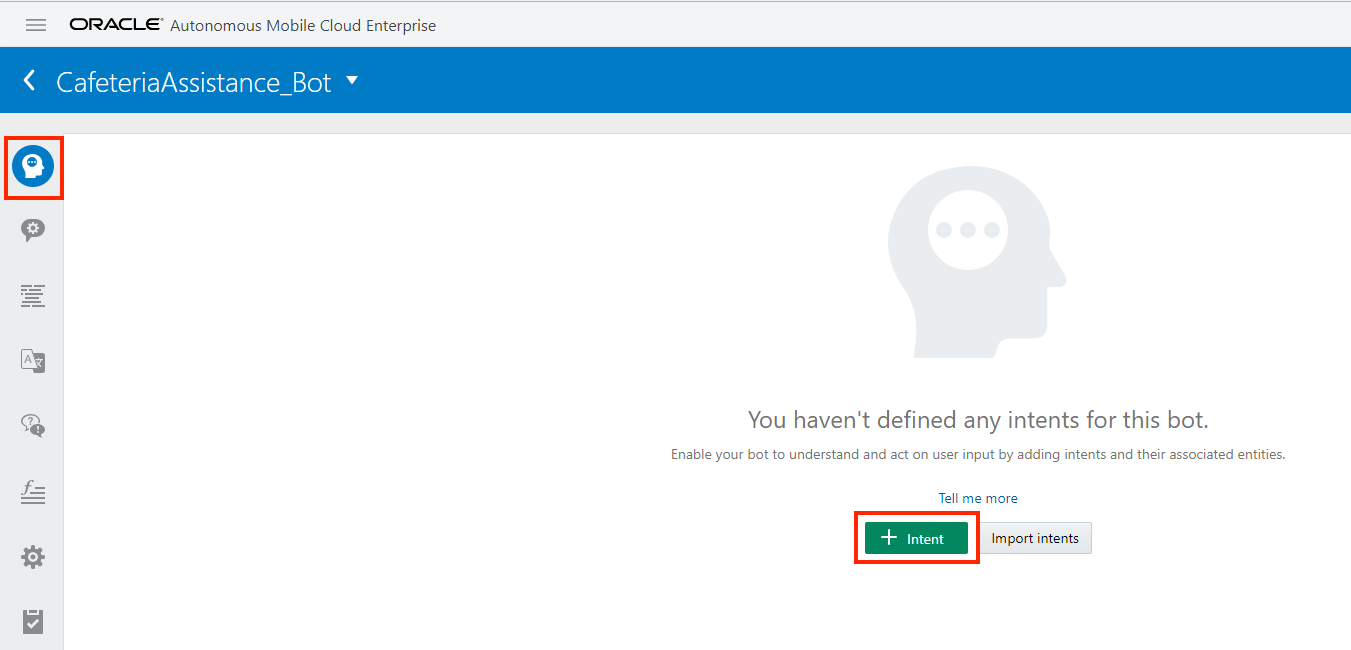 ORACLE® Autonomous Mobile Cloud Enterprise
CafeteriaAssistance_Bot
You haven't defined any intents for this bot.
Enable your bot to understand and act on user input by adding intents and their associated entities.
Tell me more
+ Intent
Import intents